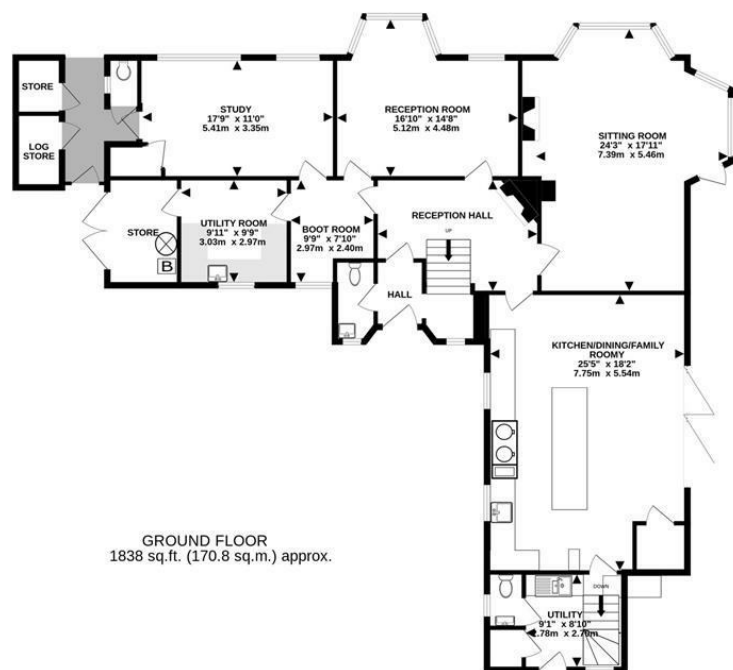 STORE
LOG
STORE
STUDY
17'9" x 11'0"
5.41m x 3.35m
RECEPTION ROOM
16'10" x 14'8"
5.12m x 4.48m
SITTING ROOM
24'3" x 17'11"
7.39m x 5.46m
STORE
B
UTILITY ROOM
9'11" x 9'9"
3.03m x 2.97m
BOOT ROOM
9'9" x 7'10"
2.97m x 2.40m
RECEPTION HALL
UP
HALL
KITCHEN/DINING/FAMILY
ROOMY
25'5" x 18'2"
7.75m x 5.54m
GROUND FLOOR
1838 sq.ft. (170.8 sq.m.) approx.
DOWN
UTILITY
9'1" x 8'10"
2.78m x 2.70m